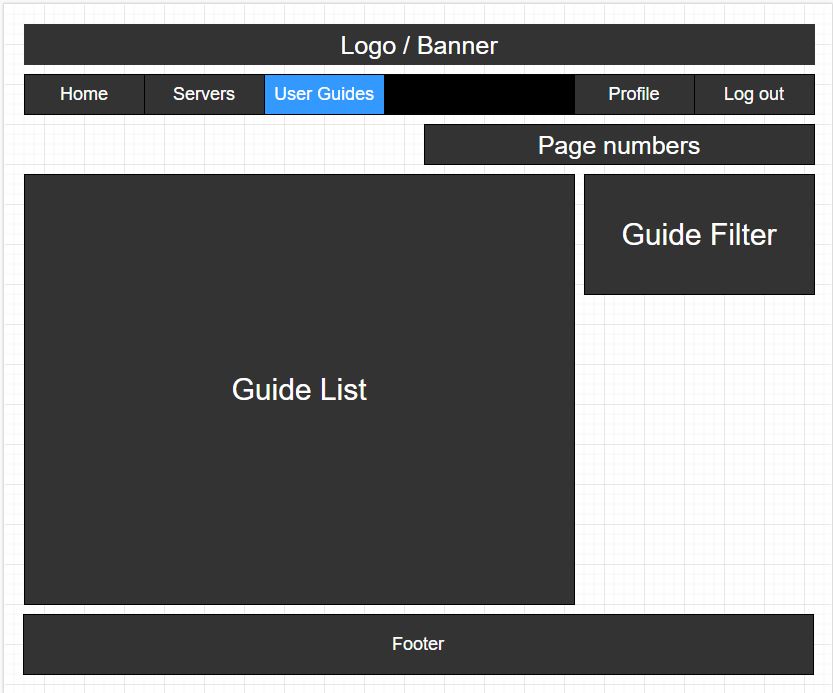 Logo / Banner
Home Servers User Guides Profile Log out
Page numbers
Guide Filter
Guide List
Footer